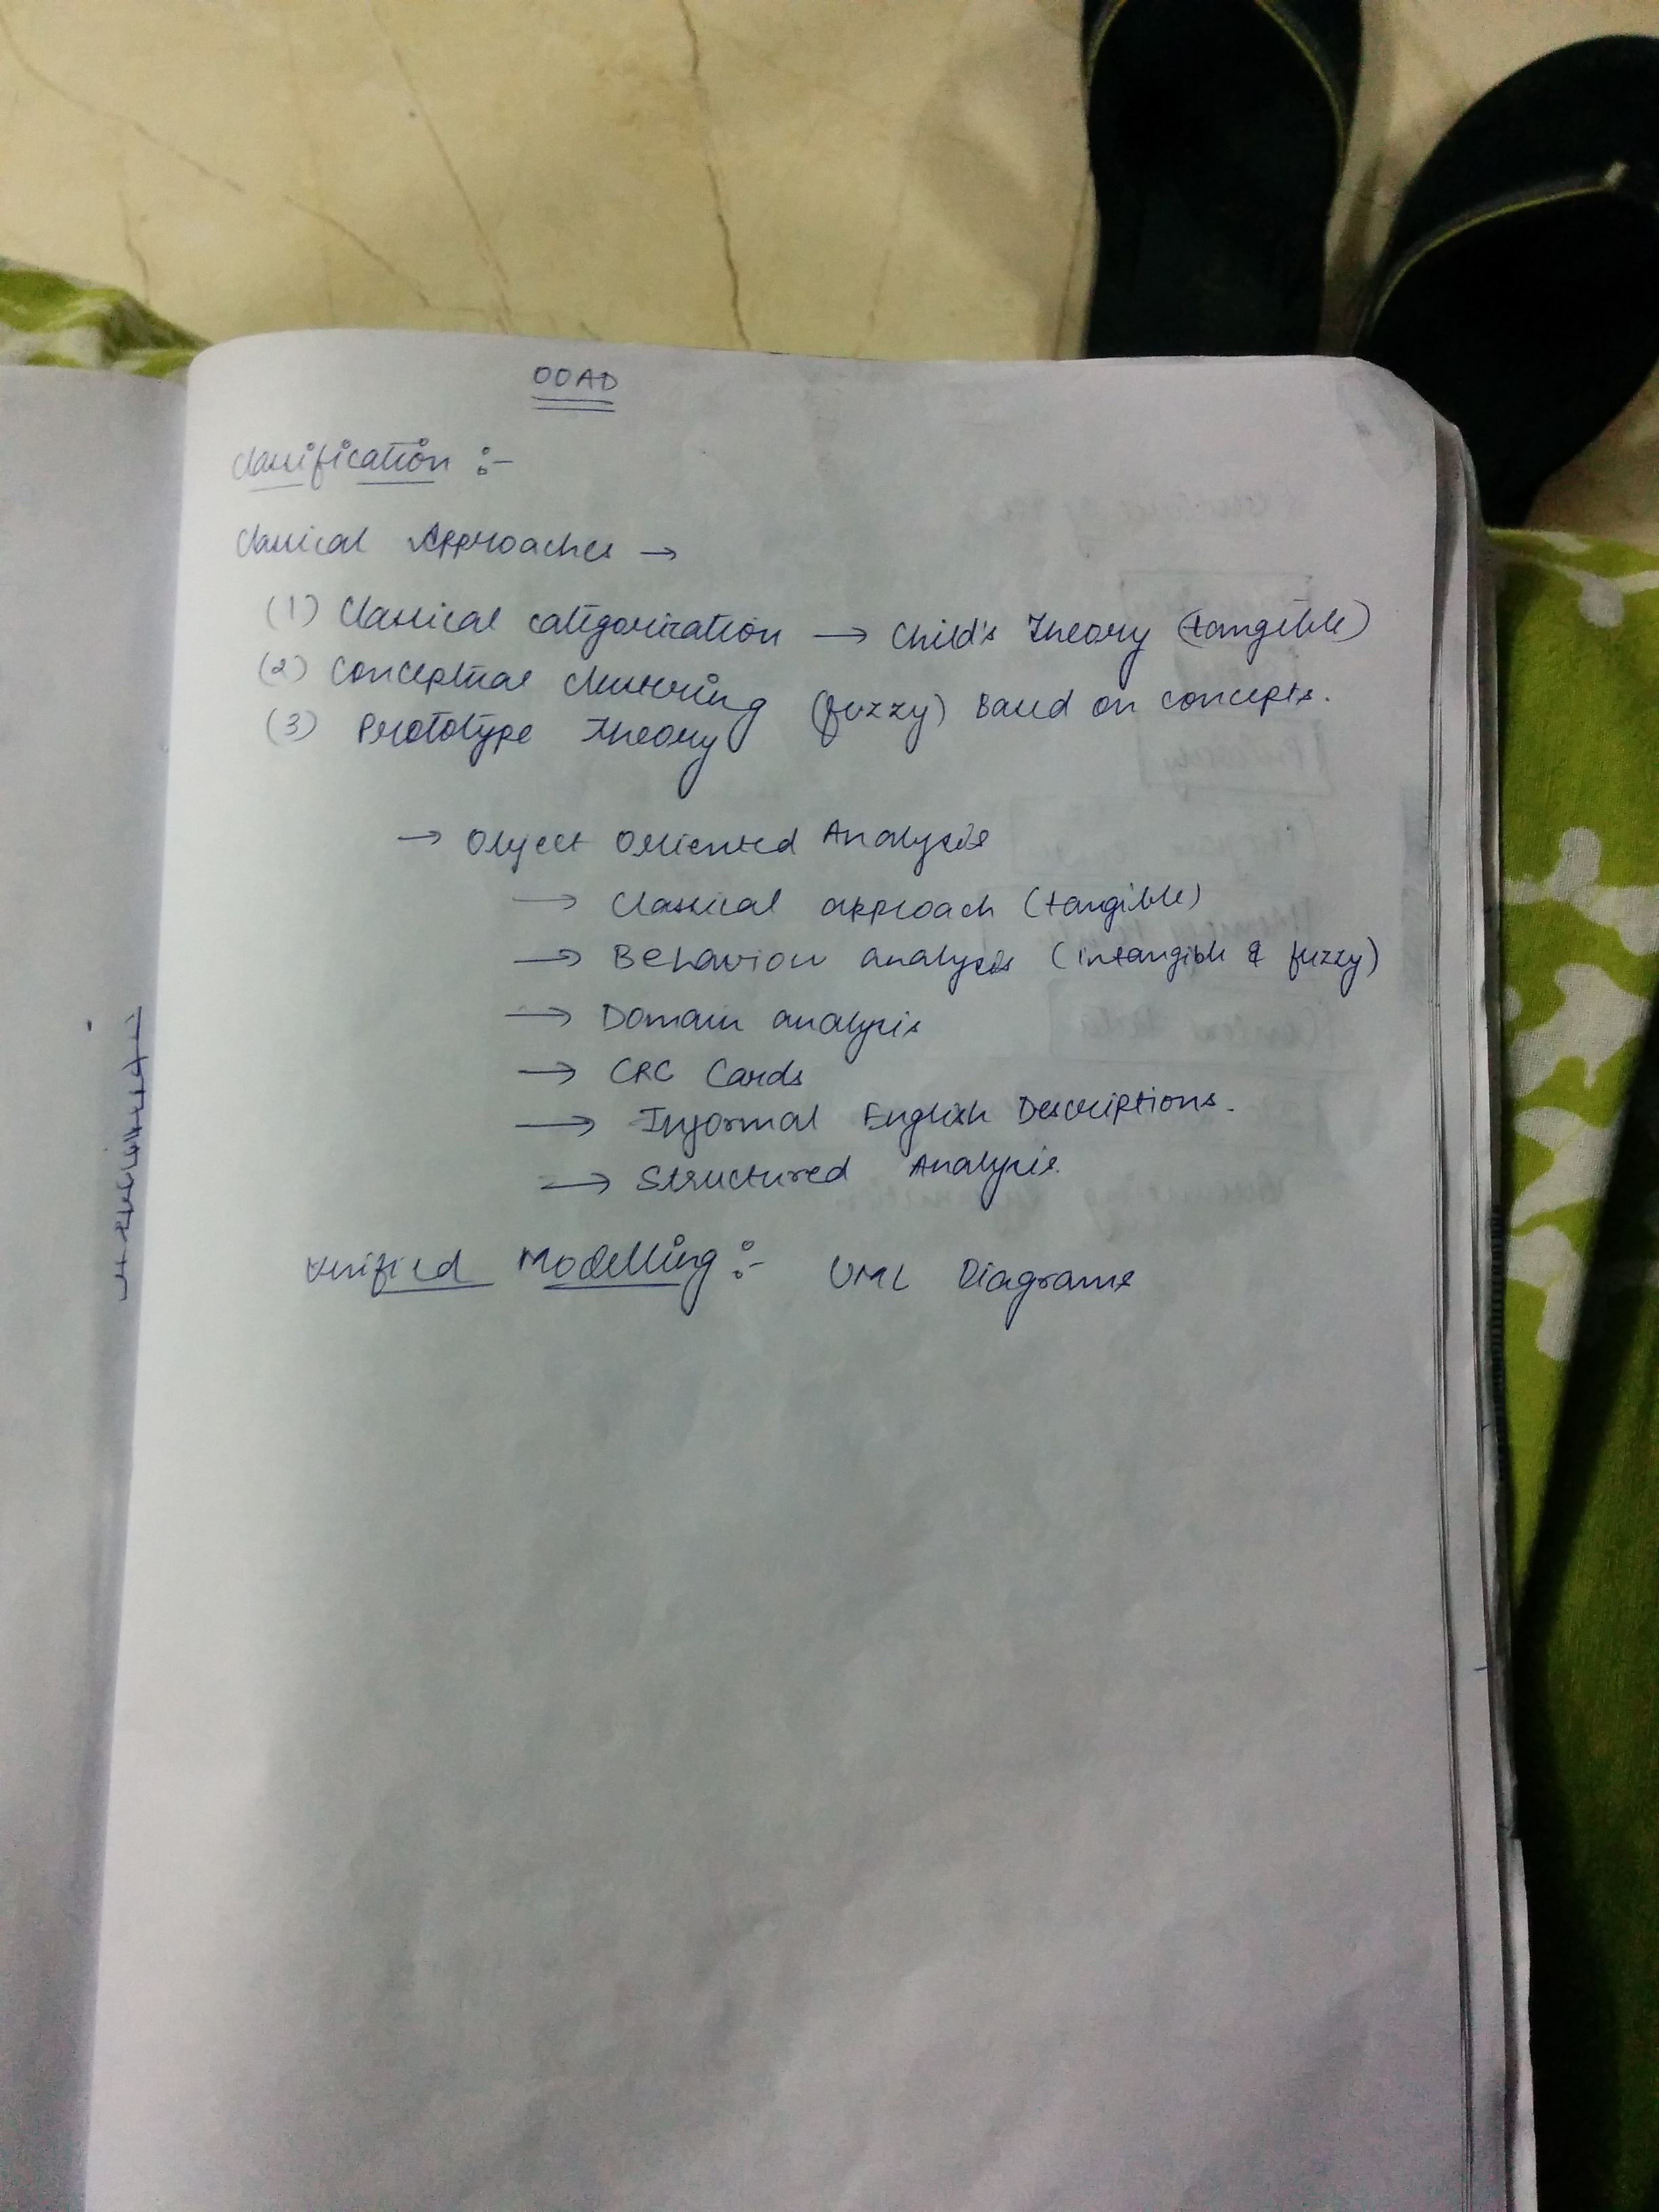 OOAD
Classification :-
Classical Approaches →
(1) Classical categorization → Child's Theory (tangible)
(2) Conceptual clustering (fuzzy) Based on concepts.
(3) Prototype Theory
→ Object Oriented Analysis
→ Classical approach (tangible)
→ Behaviour analysis (intangible & fuzzy)
→ Domain analysis
→ CRC Cards
→ Informal English Descriptions.
→ Structured Analysis.
Modelling :- UML Diagrams